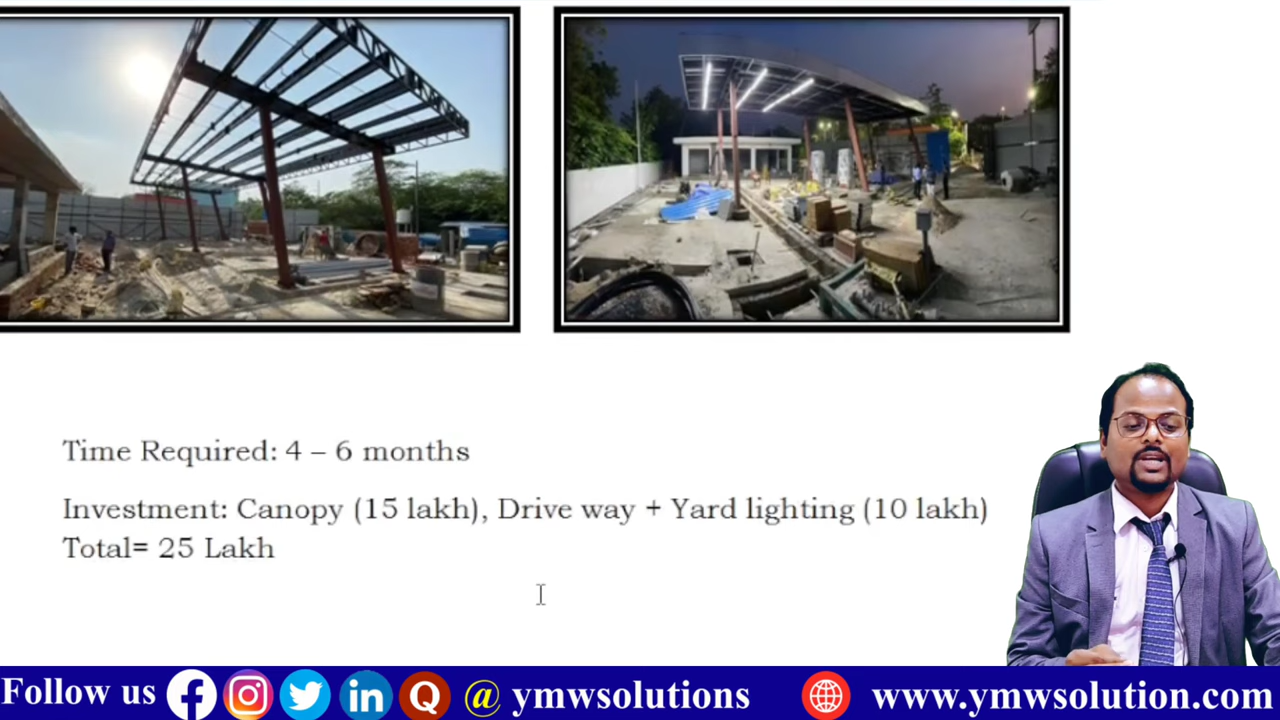 Time Required: 4 – 6 months
Investment: Canopy (15 lakh), Drive way + Yard lighting (10 lakh)
Total= 25 Lakh
Follow us @ ymwsolutions www.ymwsolution.com